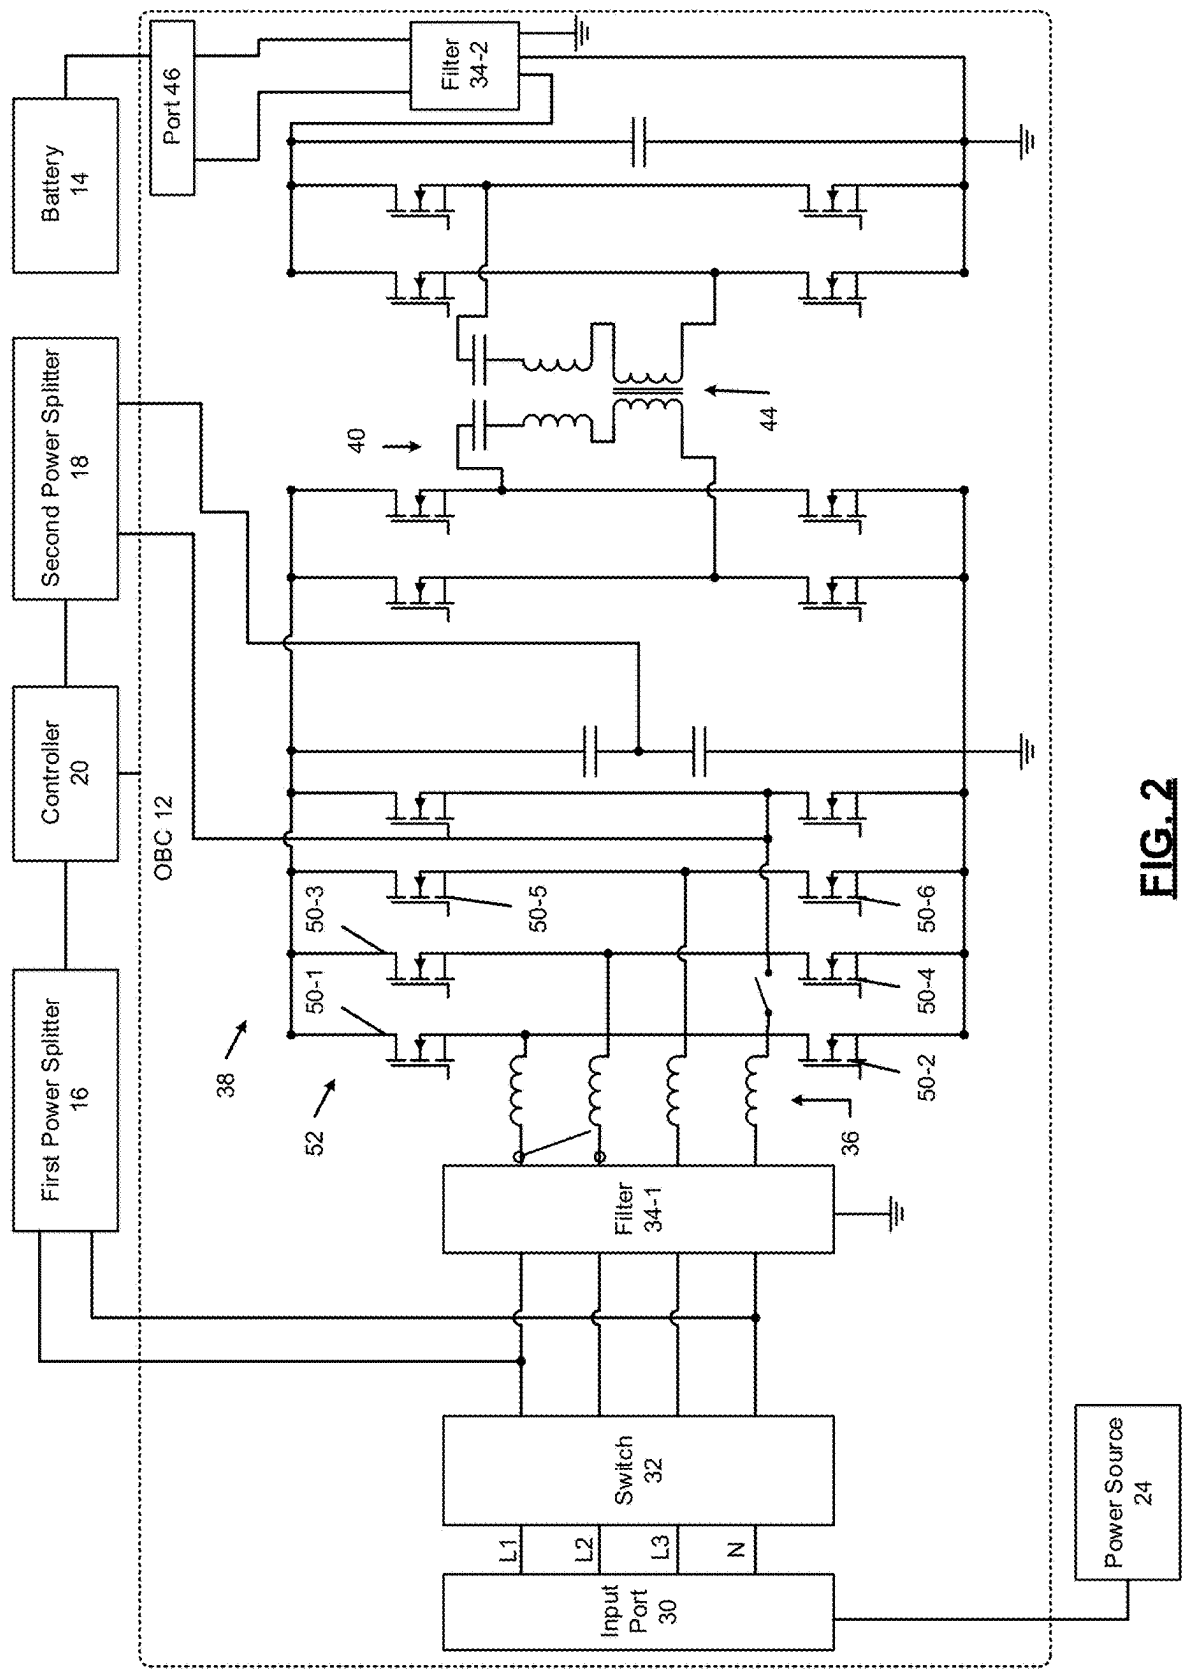 First Power Splitter
16
Controller
20
Second Power Splitter
18
Battery
14
OBC 12
Port 46
Filter
34-2
38
52
50-1
50-3
50-5
40
44
Input
Port
30
L1
L2
L3
N
Switch
32
Filter
34-1
36
50-2
50-4
50-6
Power Source
24
FIG. 2